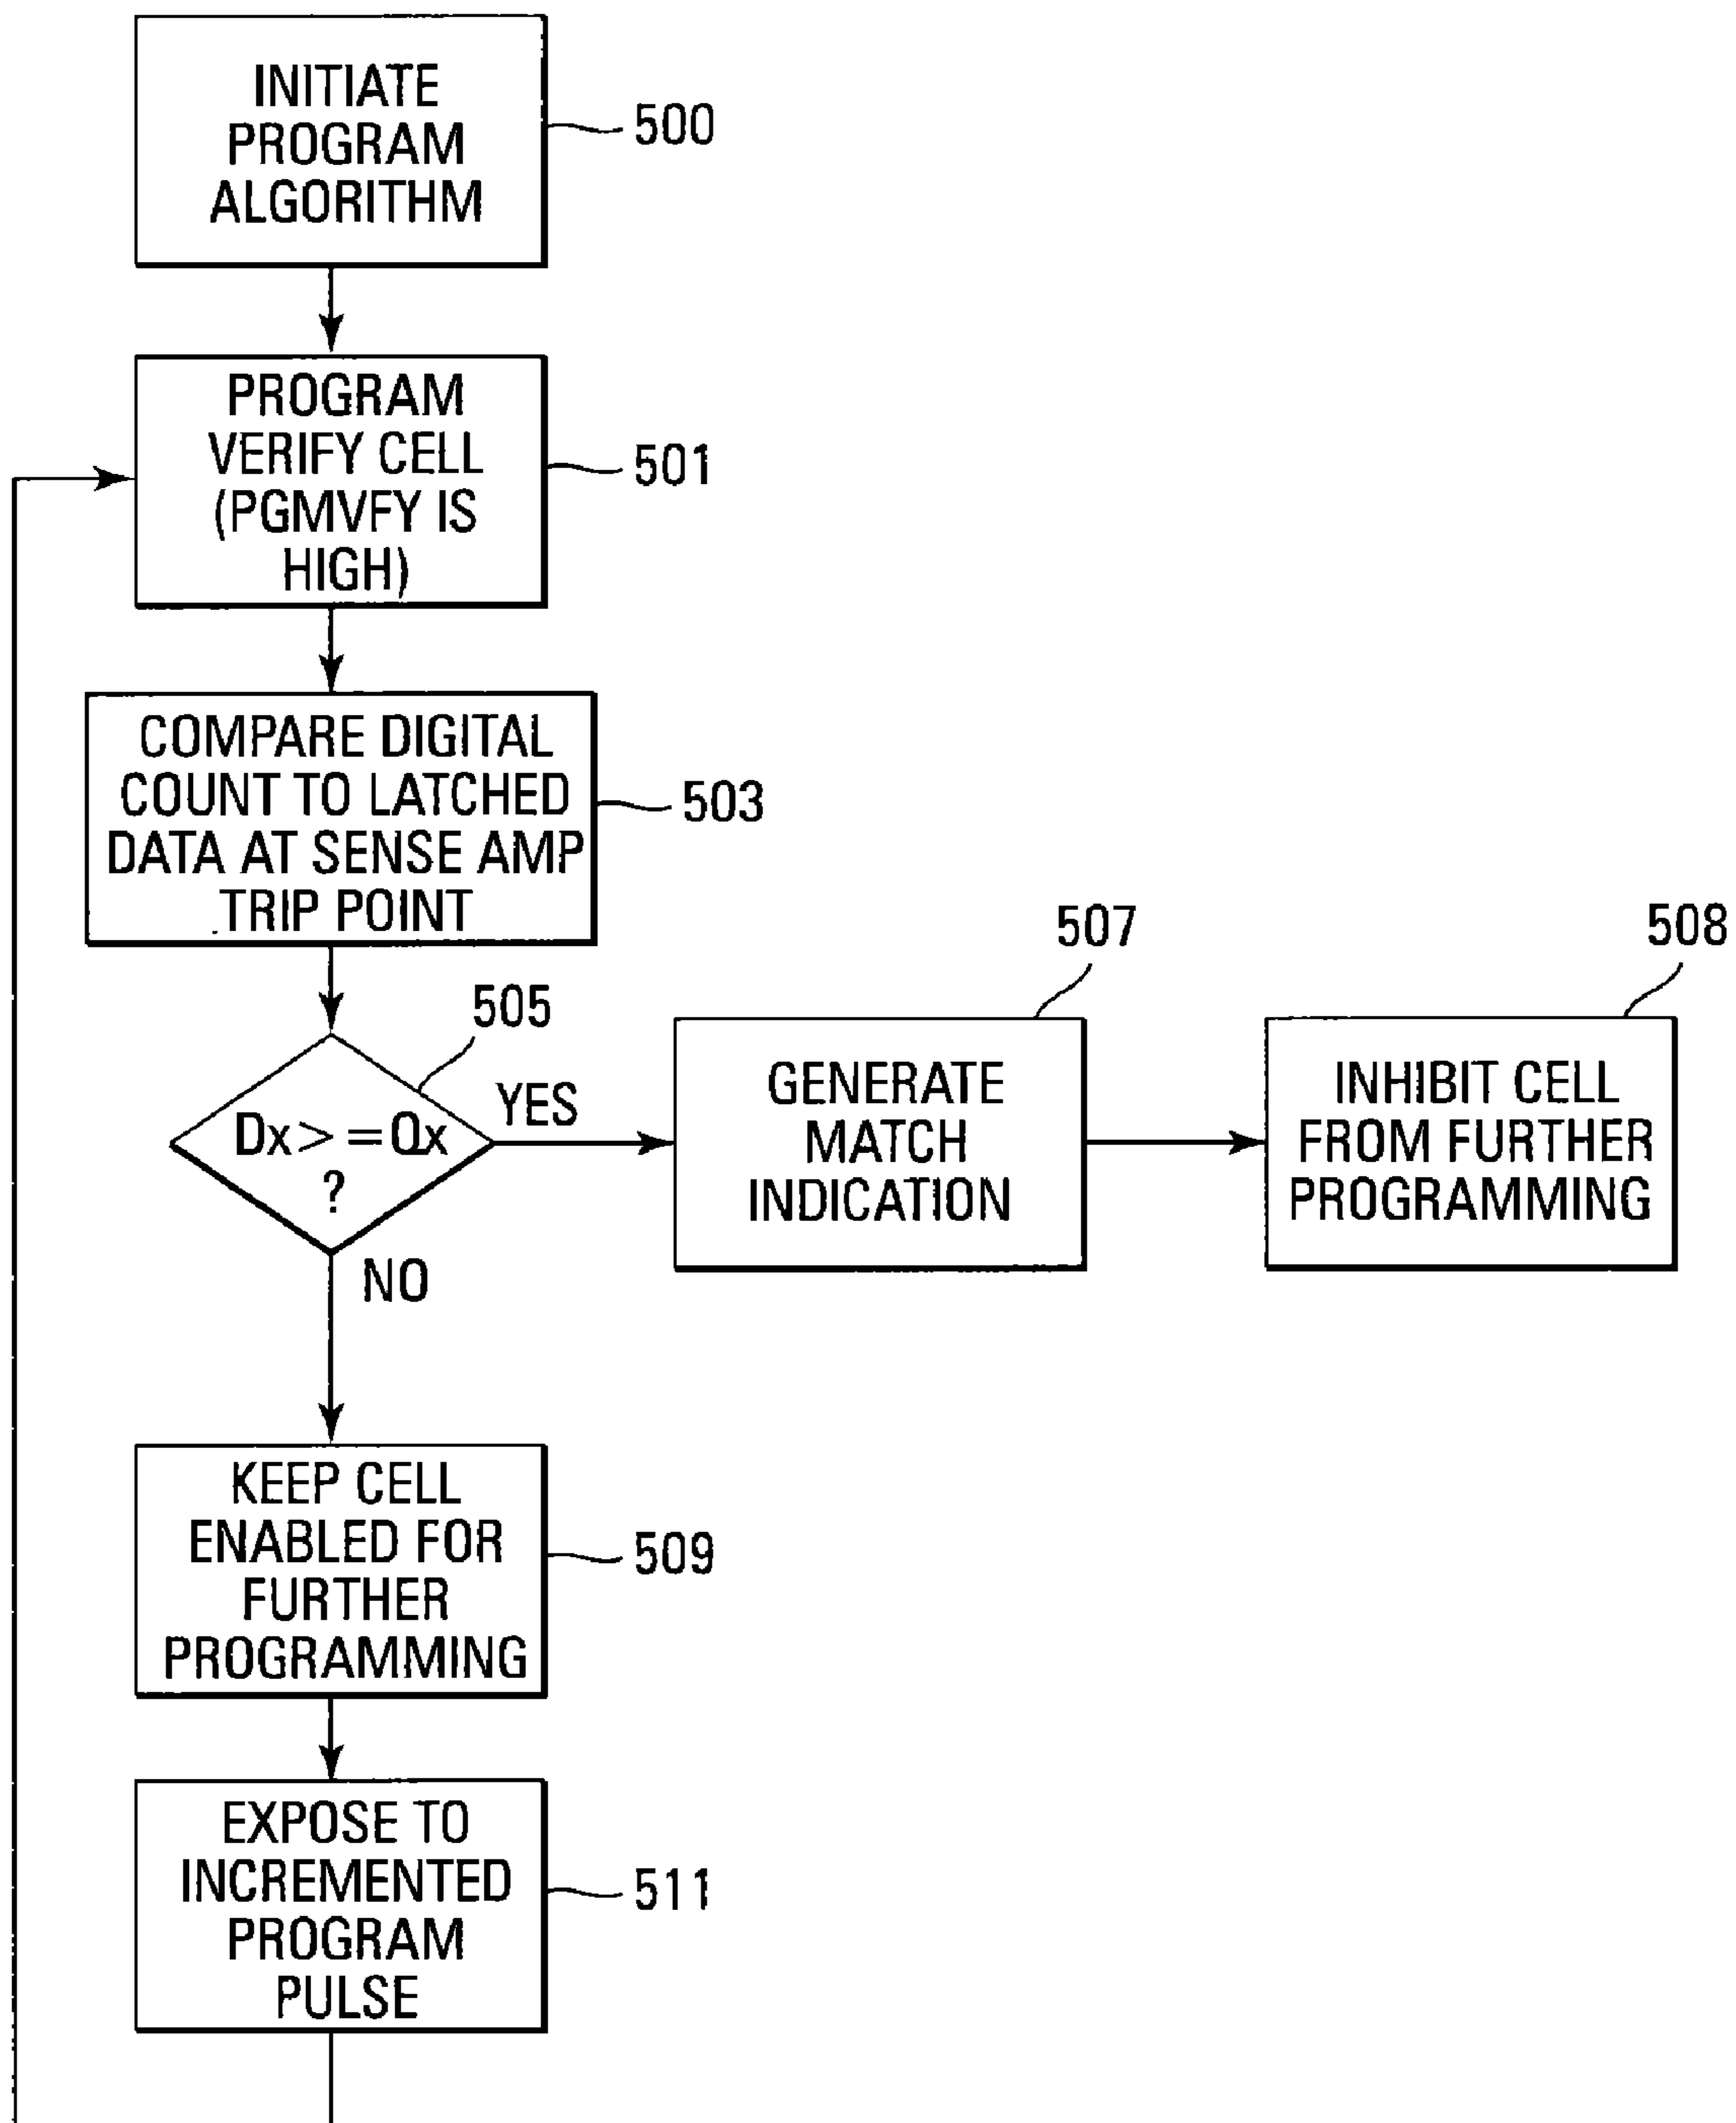 INITIATE
PROGRAM
ALGORITHM
500
PROGRAM
VERIFY CELL
(PGMVFY IS
HIGH)
501
COMPARE DIGITAL
COUNT TO LATCHED
DATA AT SENSE AMP
TRIP POINT
503
505
Dx>=Qx
?
YES
NO
507
GENERATE
MATCH
INDICATION
508
INHIBIT CELL
FROM FURTHER
PROGRAMMING
KEEP CELL
ENABLED FOR
FURTHER
PROGRAMMING
509
EXPOSE TO
INCREMENTED
PROGRAM
PULSE
511